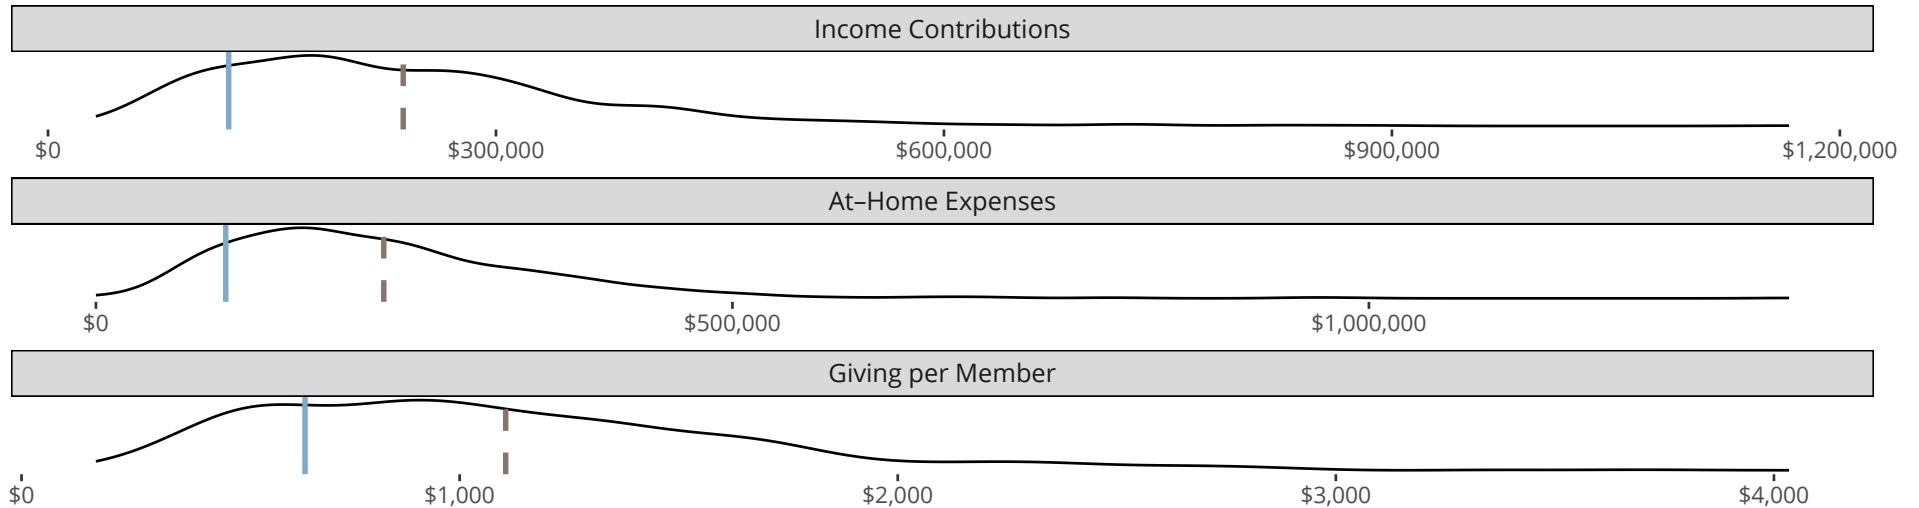 Income Contributions
$0 $300,000 $600,000 $900,000 $1,200,000
At–Home Expenses
$0 $500,000 $1,000,000
Giving per Member
$0 $1,000 $2,000 $3,000 $4,000